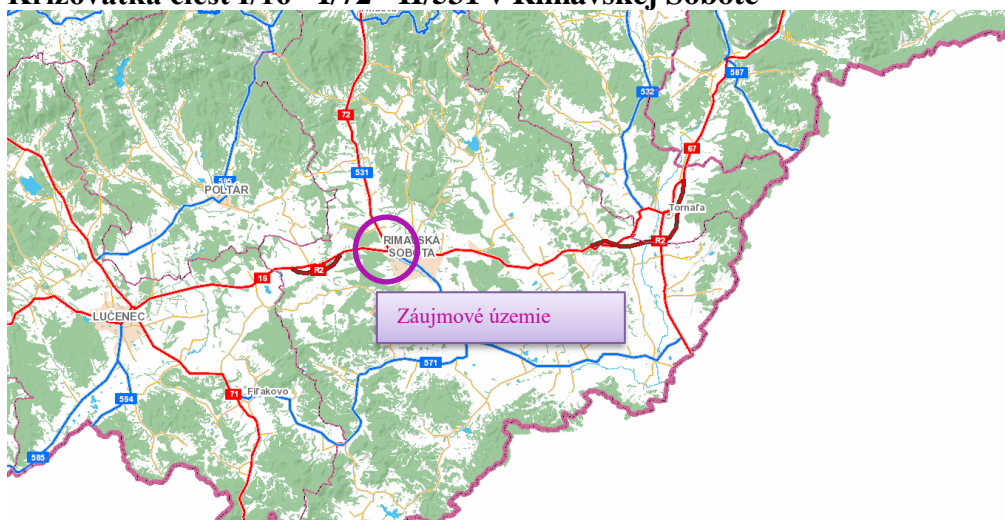 Križovatka ciest I/16 - I/72 - II/531 v Rimavskej Sobote
587
532
72
67
531
595
POLTÁR
Tornaľa
RIMAVSKÁ
SOBOTA
R2
R2
16
Záujmové územie
LUČENEC
571
Fiľakovo
71
594
585